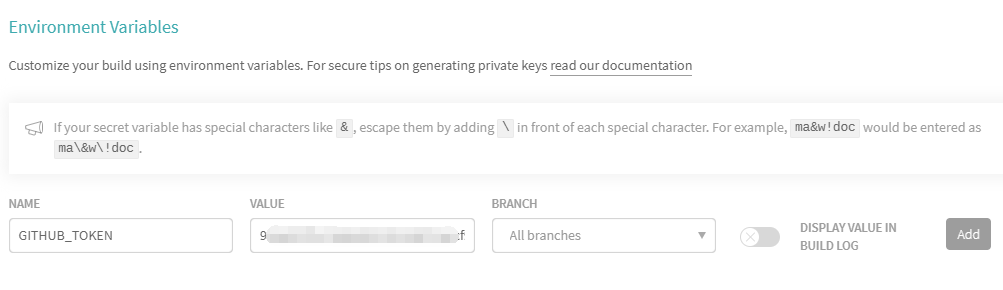 Environment Variables
Customize your build using environment variables. For secure tips on generating private keys read our documentation
If your secret variable has special characters like & , escape them by adding \ in front of each special character. For example, ma&w!doc would be entered as
ma\&w\!doc .
NAME VALUE BRANCH
GITHUB_TOKEN All branches DISPLAY VALUE IN Add
BUILD LOG